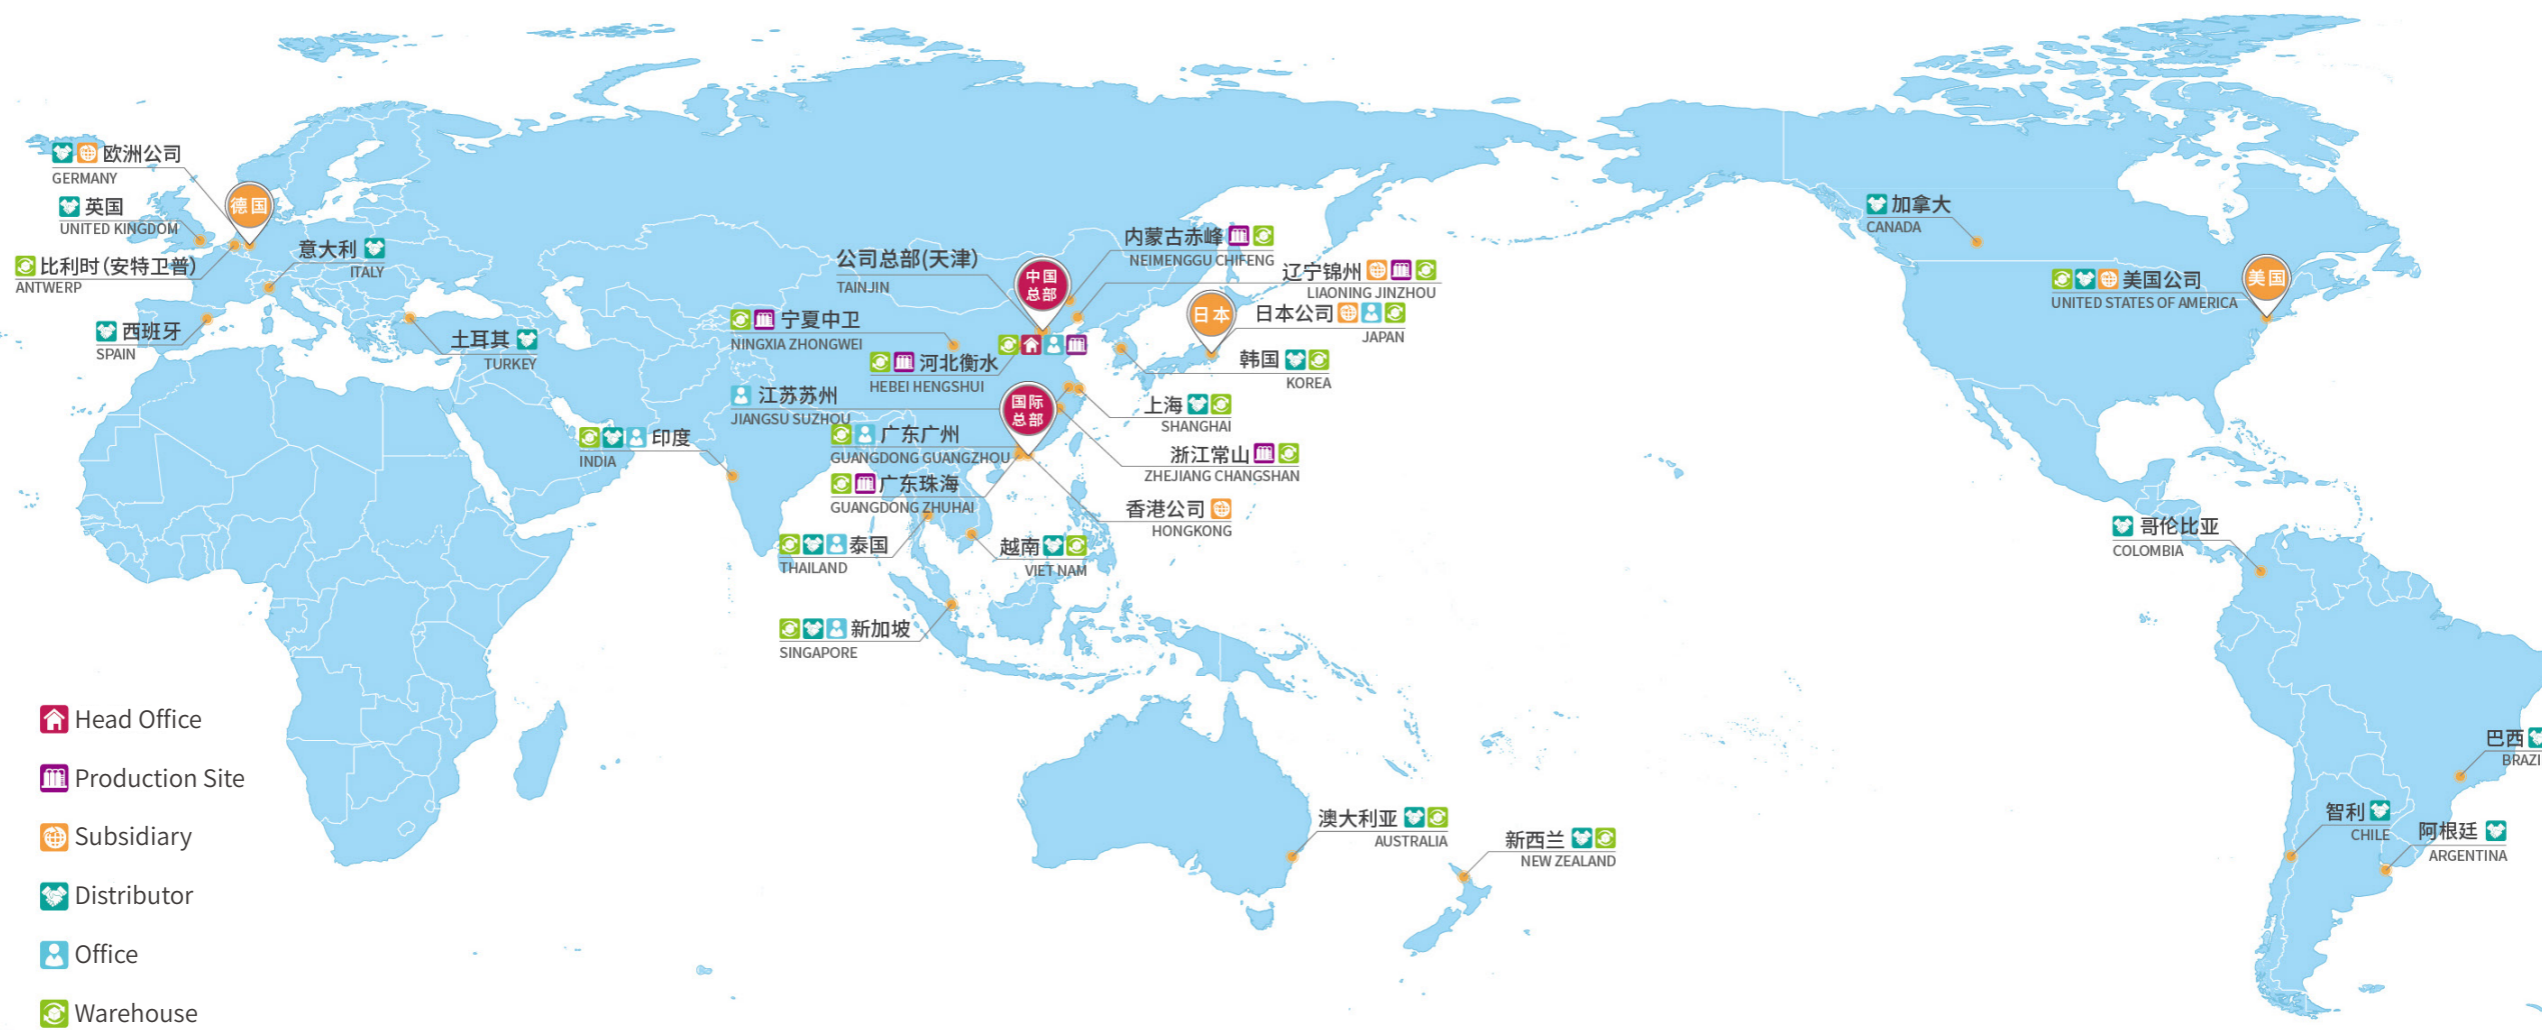 欧洲公司
GERMANY
德国
英国
UNITED KINGDOM
比利时(安特卫普)
ANTWERP
意大利
ITALY
西班牙
SPAIN
土耳其
TURKEY
公司总部(天津)
TAINJIN
中国
总部
内蒙古赤峰
NEIMENGGU CHIFENG
辽宁锦州
LIAONING JINZHOU
日本
日本公司
JAPAN
宁夏中卫
NINGXIA ZHONGWEI
河北衡水
HEBEI HENGSHUI
韩国
KOREA
江苏苏州
JIANGSU SUZHOU
国际
总部
上海
SHANGHAI
印度
INDIA
广东广州
GUANGDONG GUANGZHOU
浙江常山
ZHEJIANG CHANGSHAN
广东珠海
GUANGDONG ZHUHAI
香港公司
HONGKONG
泰国
THAILAND
越南
VIET NAM
新加坡
SINGAPORE
澳大利亚
AUSTRALIA
新西兰
NEW ZEALAND
加拿大
CANADA
美国公司
UNITED STATES OF AMERICA
美国
哥伦比亚
COLOMBIA
巴西
BRAZI
智利
CHILE
阿根廷
ARGENTINA
Head Office
Production Site
Subsidiary
Distributor
Office
Warehouse